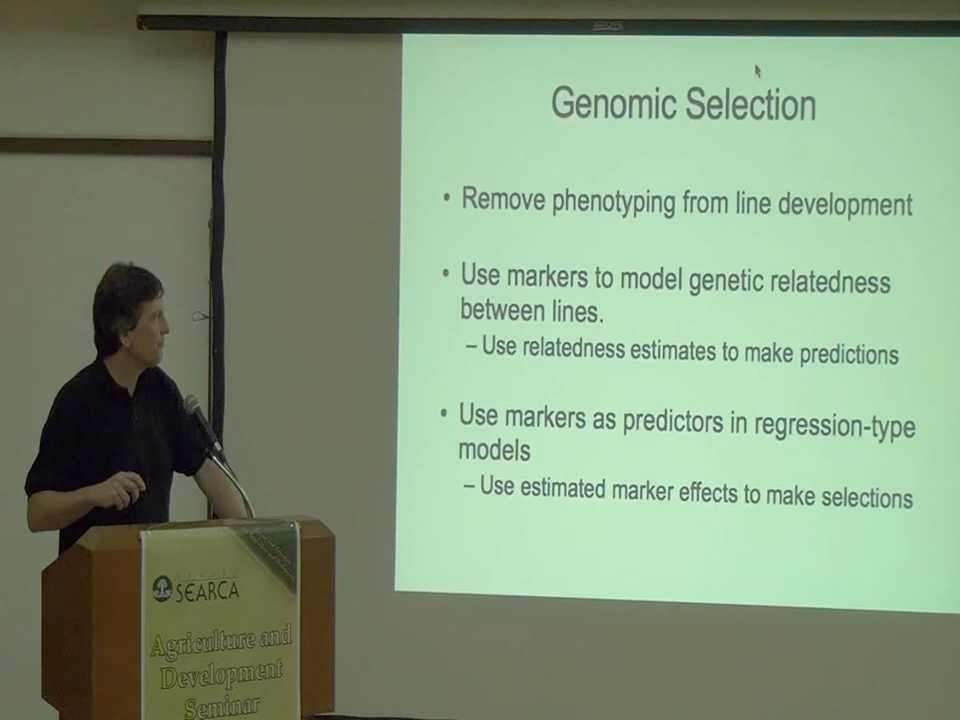 Genomic Selection
• Remove phenotyping from line development
• Use markers to model genetic relatedness
between lines.
– Use relatedness estimates to make predictions
• Use markers as predictors in regression-type
models
– Use estimated marker effects to make selections
SEARCA
Agriculture and
Development
Seminar